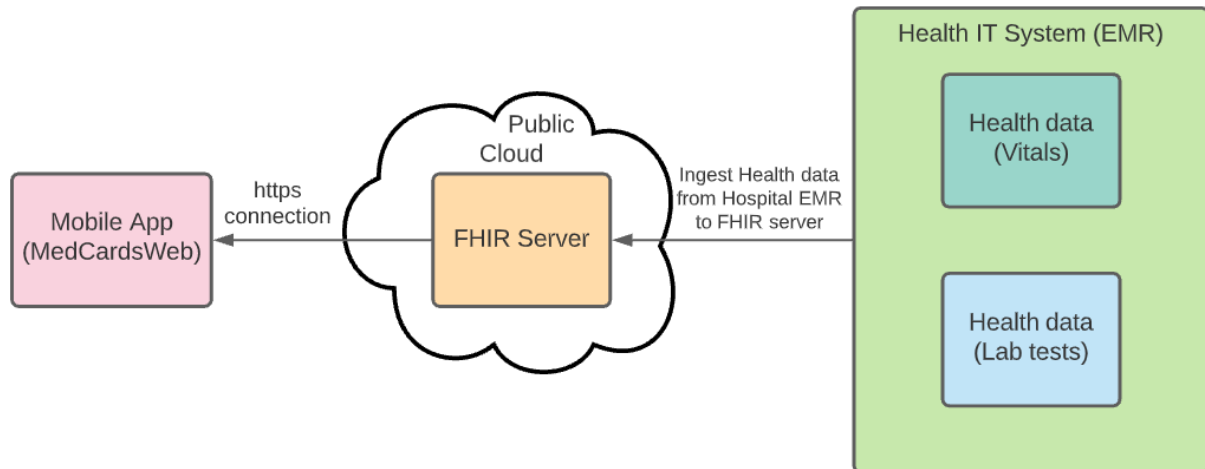 Health IT System (EMR)
Health data
(Vitals)
Public
Cloud
Ingest Health data
from Hospital EMR
to FHIR server
https
connection
Mobile App
(MedCardsWeb)
FHIR Server
Health data
(Lab tests)